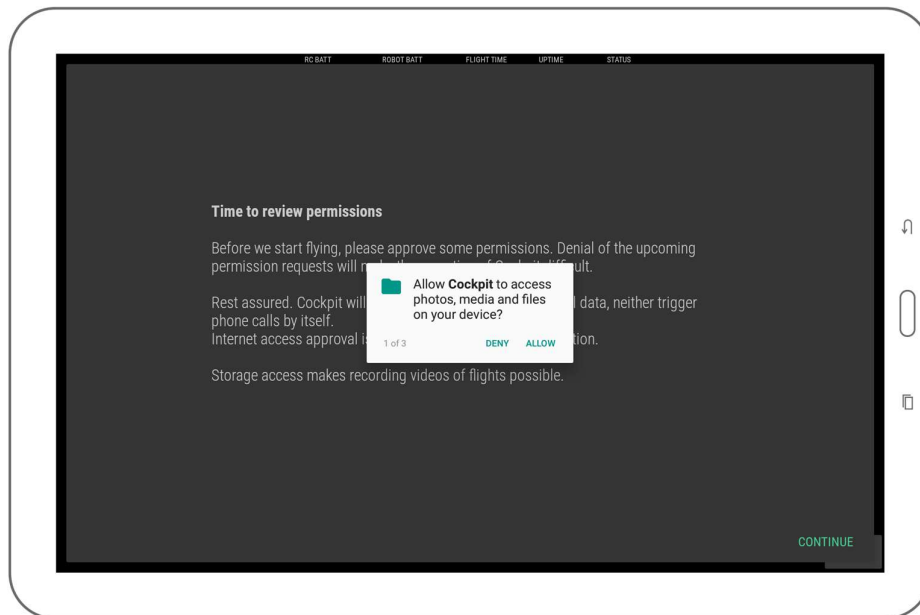 RC BATT ROBOT BATT FLIGHT TIME UPTIME STATUS
Time to review permissions
Before we start flying, please approve some permissions. Denial of the upcoming
permission requests will
Rest assured. Cockpit will data, neither trigger
phone calls by itself.
Internet access approval
Storage access makes recording videos of flights possible.
Allow Cockpit to access
photos, media and files
on your device?
1 of 3 DENY ALLOW
CONTINUE